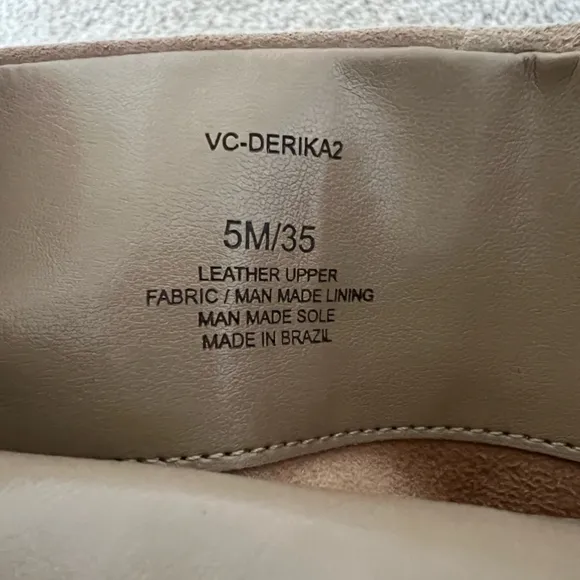 VC-DERIKA2
5M/35
LEATHER UPPER
FABRIC / MAN MADE LINING
MAN MADE SOLE
MADE IN BRAZIL